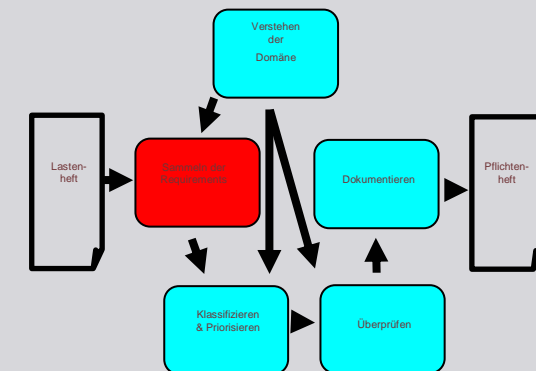 Verstehen
der
Domäne
Lasten-
heft
Sammeln der
Requirements
Dokumentieren
Pflichten-
heft
Klassifizieren
& Priorisieren
Überprüfen